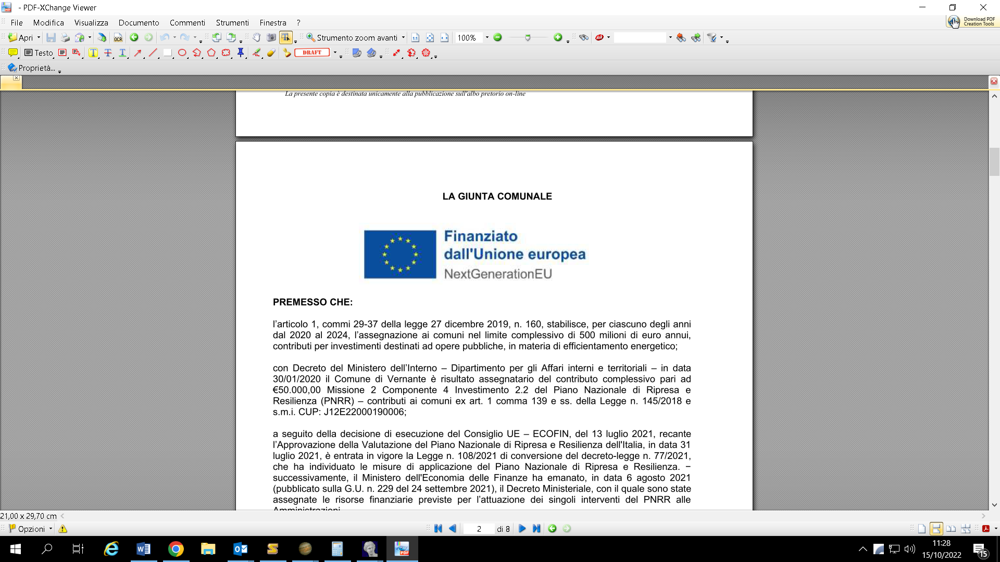 - PDF-XChange Viewer
File Modifica Visualizza Documento Commenti Strumenti Finestra ?
Download PDF
Creation Tools
Apri OCR Strumento zoom avanti 1:1 100%
Testo T T T DRAFT
Proprietà...
La presente copia è destinata unicamente alla pubblicazione sull'albo pretorio on-line
LA GIUNTA COMUNALE
Finanziato
dall'Unione europea
NextGenerationEU
PREMESSO CHE:
l’articolo 1, commi 29-37 della legge 27 dicembre 2019, n. 160, stabilisce, per ciascuno degli anni
dal 2020 al 2024, l’assegnazione ai comuni nel limite complessivo di 500 milioni di euro annui,
contributi per investimenti destinati ad opere pubbliche, in materia di efficientamento energetico;
con Decreto del Ministero dell’Interno – Dipartimento per gli Affari interni e territoriali – in data
30/01/2020 il Comune di Vernante è risultato assegnatario del contributo complessivo pari ad
€50.000,00 Missione 2 Componente 4 Investimento 2.2 del Piano Nazionale di Ripresa e
Resilienza (PNRR) – contributi ai comuni ex art. 1 comma 139 e ss. della Legge n. 145/2018 e
s.m.i. CUP: J12E22000190006;
a seguito della decisione di esecuzione del Consiglio UE – ECOFIN, del 13 luglio 2021, recante
l’Approvazione della Valutazione del Piano Nazionale di Ripresa e Resilienza dell'Italia, in data 31
luglio 2021, è entrata in vigore la Legge n. 108/2021 di conversione del decreto-legge n. 77/2021,
che ha individuato le misure di applicazione del Piano Nazionale di Ripresa e Resilienza. −
successivamente, il Ministero dell'Economia delle Finanze ha emanato, in data 6 agosto 2021
(pubblicato sulla G.U. n. 229 del 24 settembre 2021), il Decreto Ministeriale, con il quale sono state
assegnate le risorse finanziarie previste per l’attuazione dei singoli interventi del PNRR alle
Amministrazioni
21,00 x 29,70 cm
Opzioni 2 di 8
11:28
15/10/2022
15